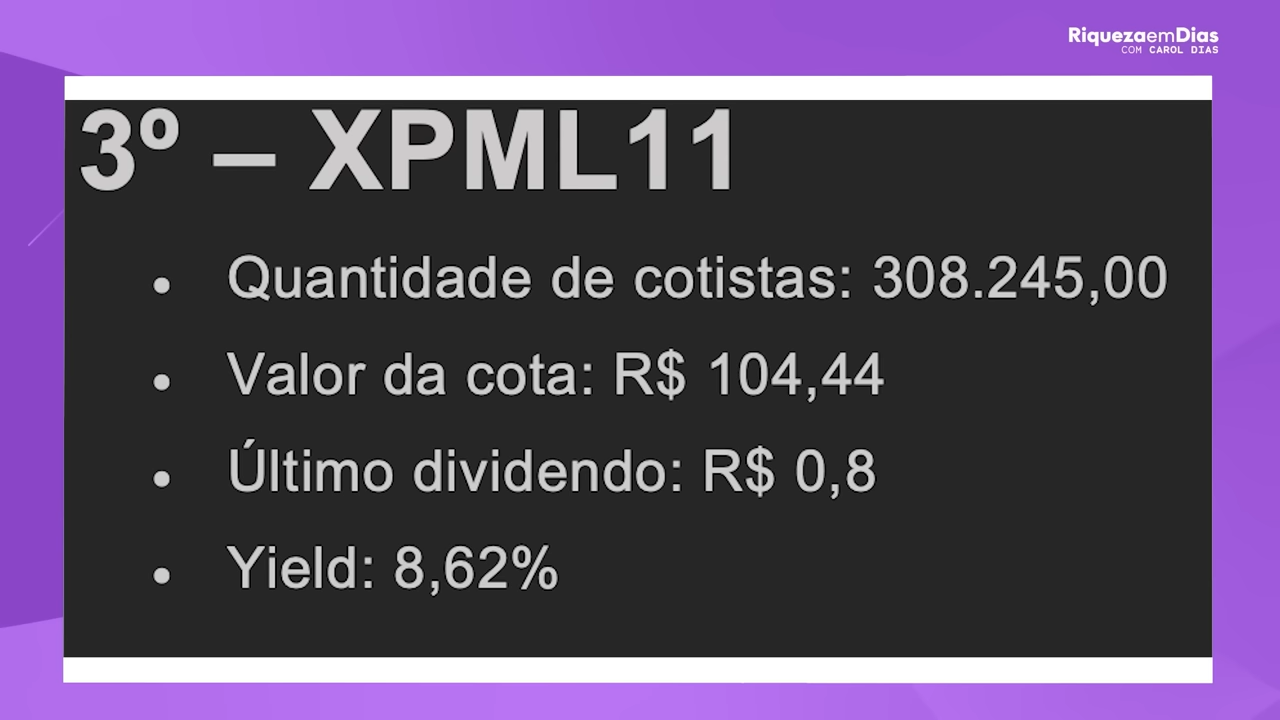 RiquezaemDias
COM CAROL DIAS
3º – XPML11
• Quantidade de cotistas: 308.245,00
• Valor da cota: R$ 104,44
• Último dividendo: R$ 0,8
• Yield: 8,62%